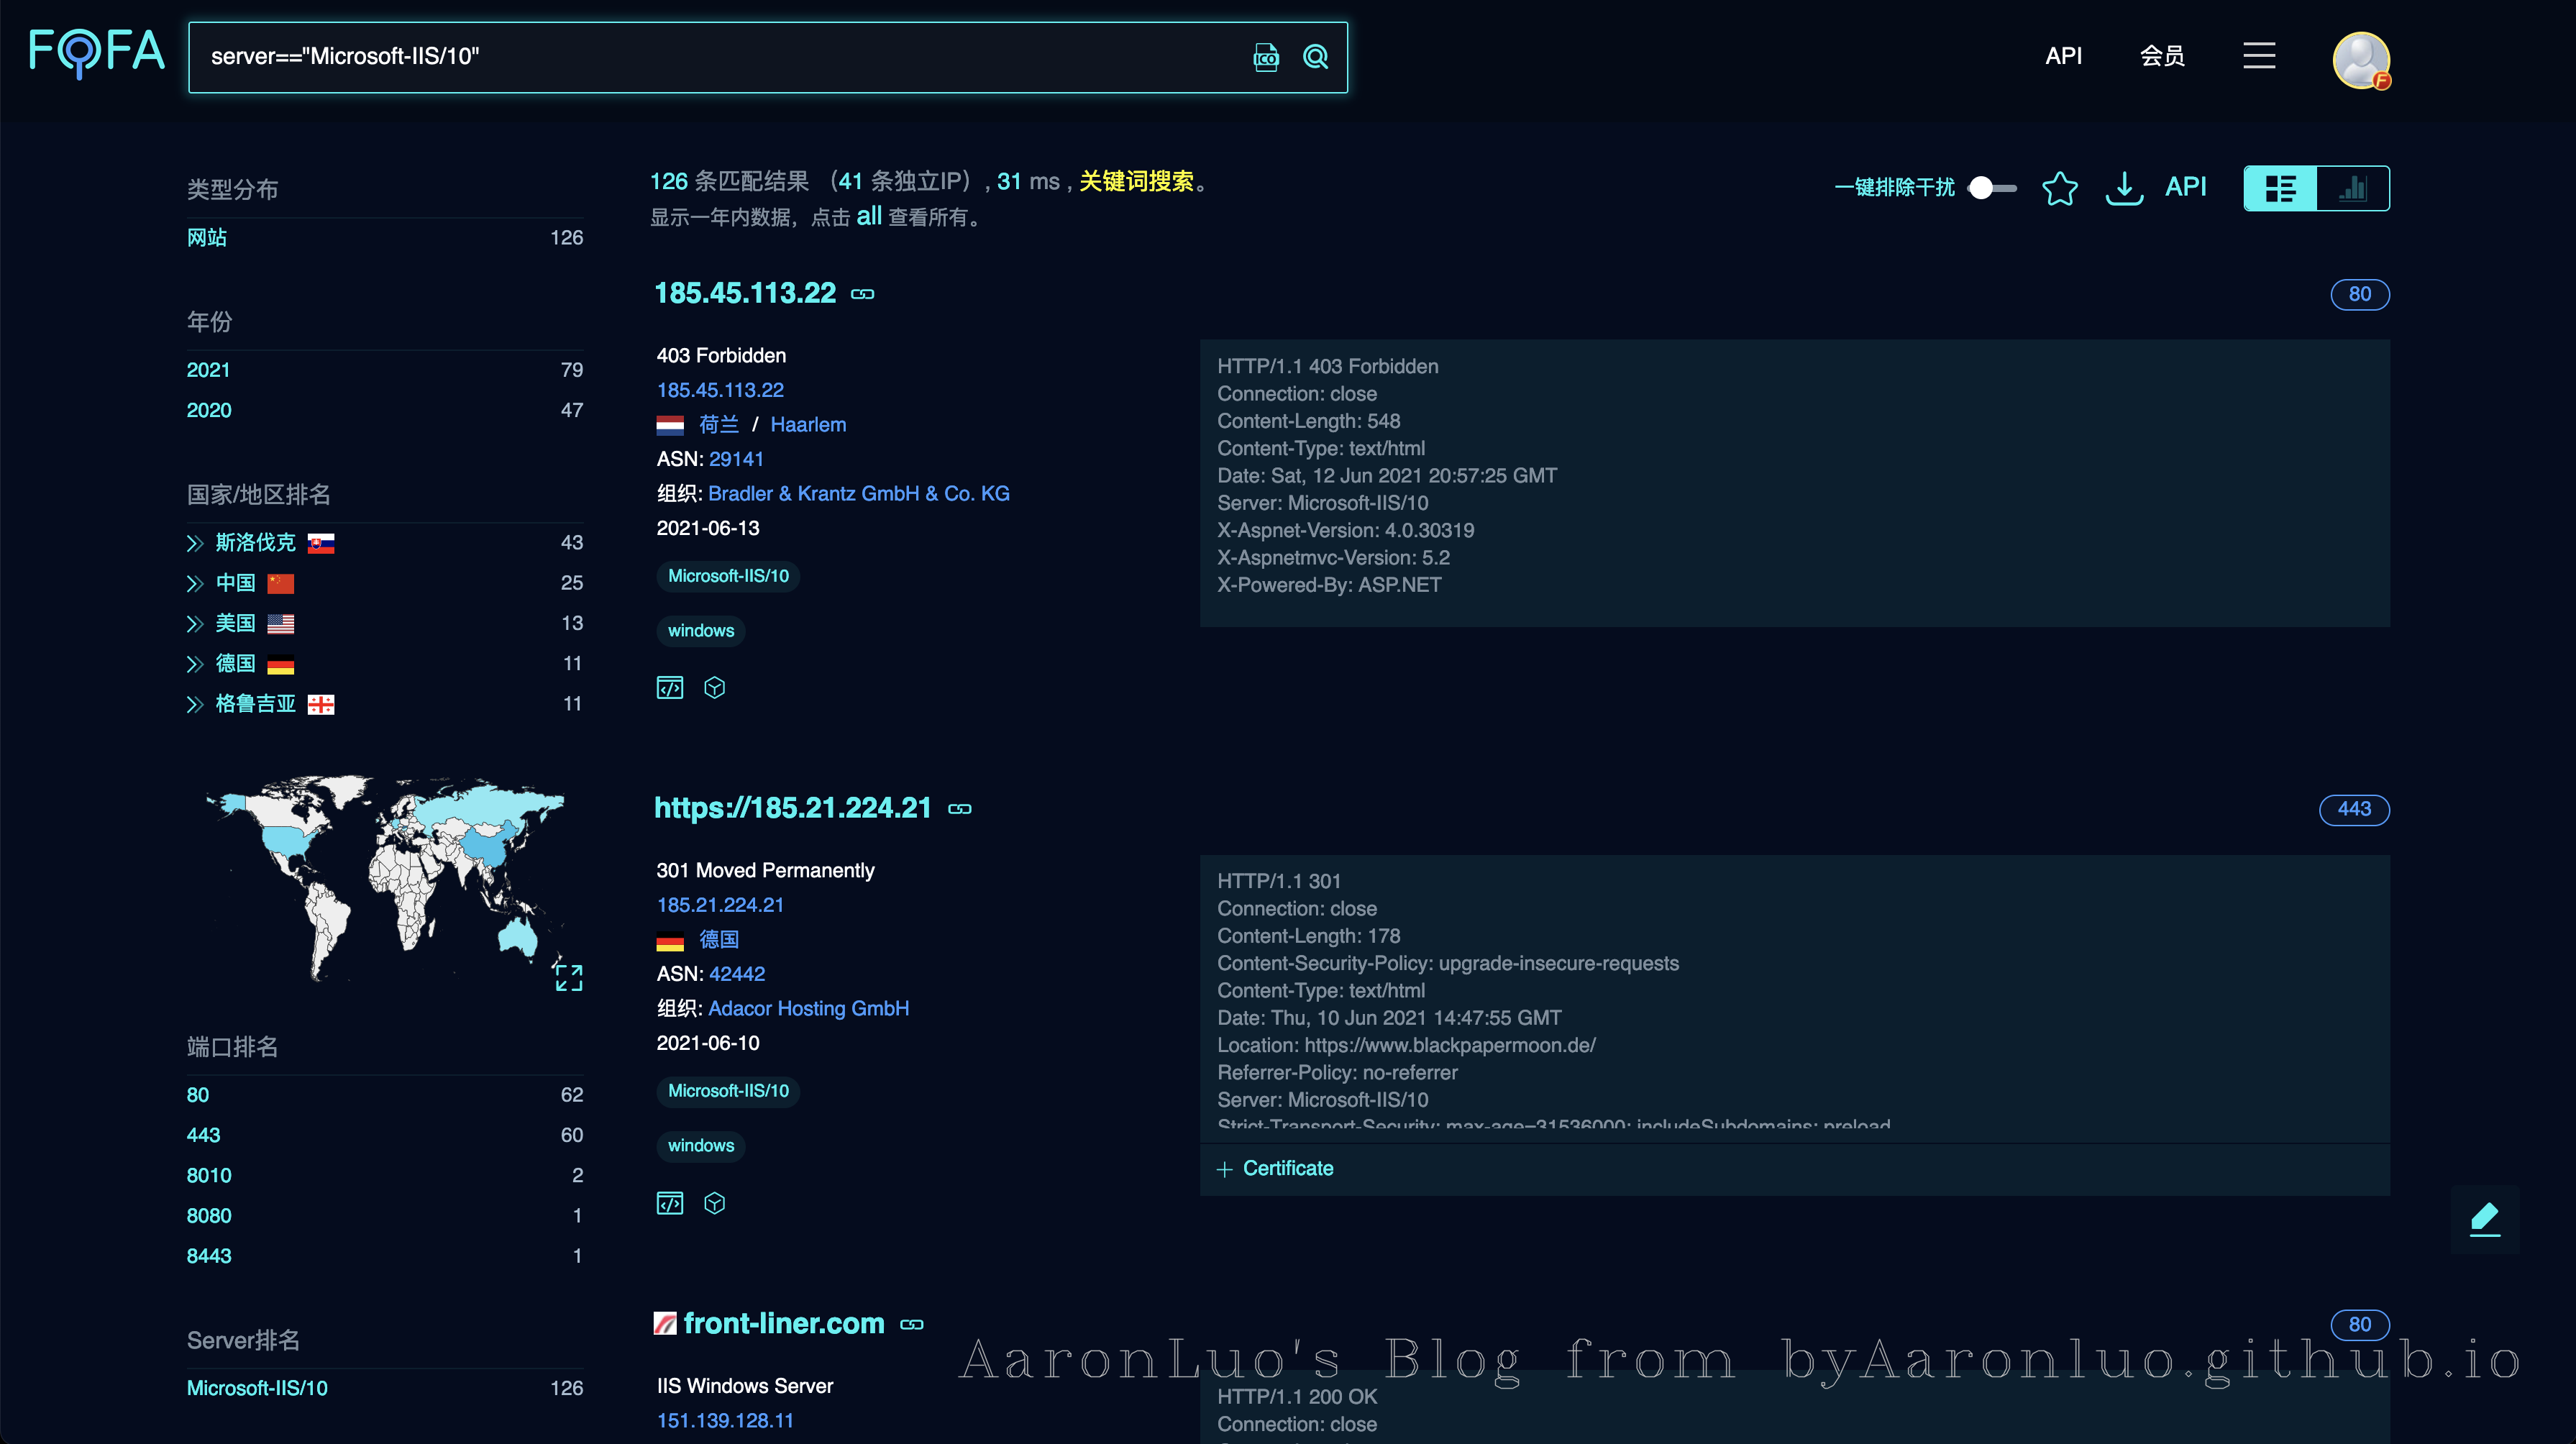 FOFA
server=="Microsoft-IIS/10"
ICO
API
会员
F
类型分布
网站 126
年份
2021 79
2020 47
国家/地区排名
斯洛伐克 43
中国 25
美国 13
德国 11
格鲁吉亚 11
端口排名
80 62
443 60
8010 2
8080 1
8443 1
Server排名
Microsoft-IIS/10 126
126 条匹配结果 （41 条独立IP）, 31 ms , 关键词搜索。
显示一年内数据，点击 all 查看所有。
一键排除干扰
API
185.45.113.22
80
403 Forbidden
185.45.113.22
荷兰 / Haarlem
ASN: 29141
组织: Bradler & Krantz GmbH & Co. KG
2021-06-13
Microsoft-IIS/10
windows
HTTP/1.1 403 Forbidden
Connection: close
Content-Length: 548
Content-Type: text/html
Date: Sat, 12 Jun 2021 20:57:25 GMT
Server: Microsoft-IIS/10
X-Aspnet-Version: 4.0.30319
X-Aspnetmvc-Version: 5.2
X-Powered-By: ASP.NET
https://185.21.224.21
443
301 Moved Permanently
185.21.224.21
德国
ASN: 42442
组织: Adacor Hosting GmbH
2021-06-10
Microsoft-IIS/10
windows
HTTP/1.1 301
Connection: close
Content-Length: 178
Content-Security-Policy: upgrade-insecure-requests
Content-Type: text/html
Date: Thu, 10 Jun 2021 14:47:55 GMT
Location: https://www.blackpapermoon.de/
Referrer-Policy: no-referrer
Server: Microsoft-IIS/10
Strict-Transport-Security: max-age=31536000; includeSubdomains; preload
+ Certificate
front-liner.com
80
IIS Windows Server
151.139.128.11
HTTP/1.1 200 OK
Connection: close
AaronLuo's Blog from byAaronluo.github.io